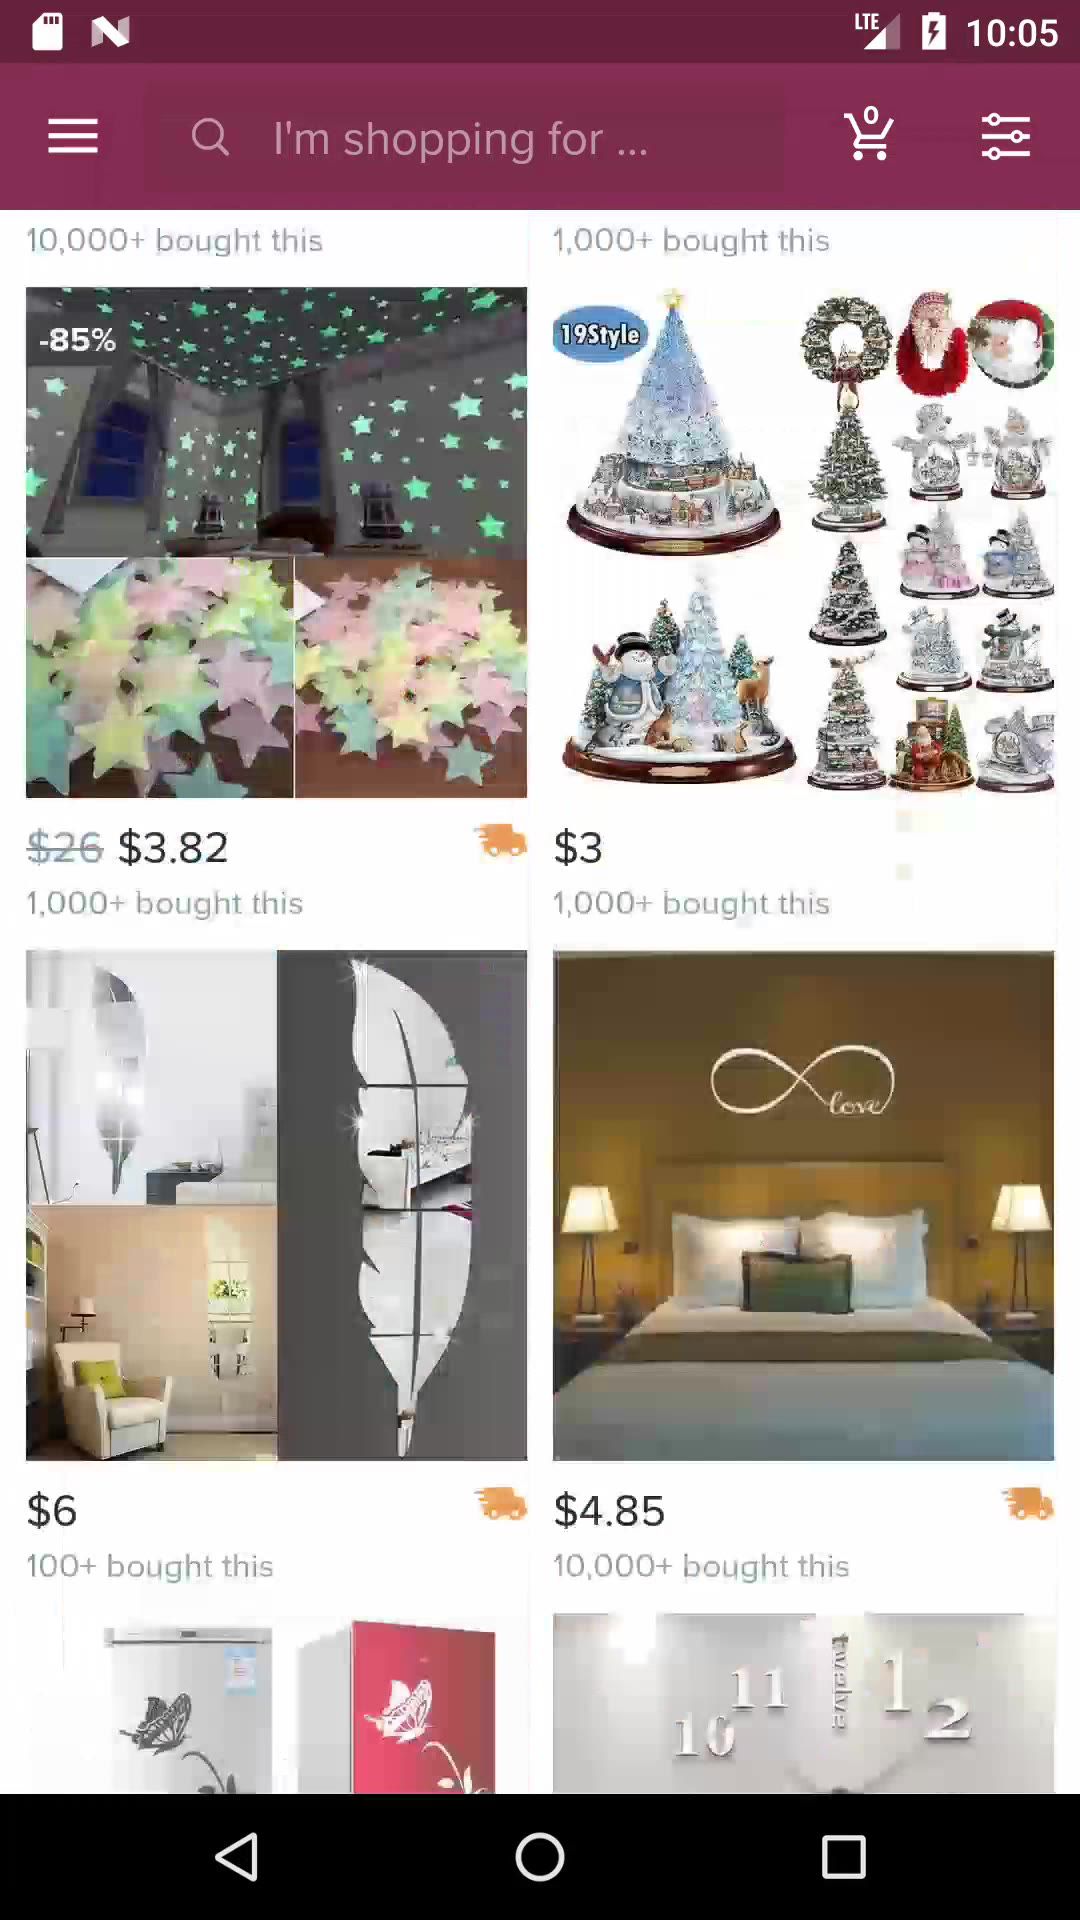 LTE 10:05
I'm shopping for ...
0
10,000+ bought this
1,000+ bought this
-85%
19Style
$26 $3.82
$3
1,000+ bought this
1,000+ bought this
love
$6
$4.85
100+ bought this
10,000+ bought this
11 twelve 1
10 2